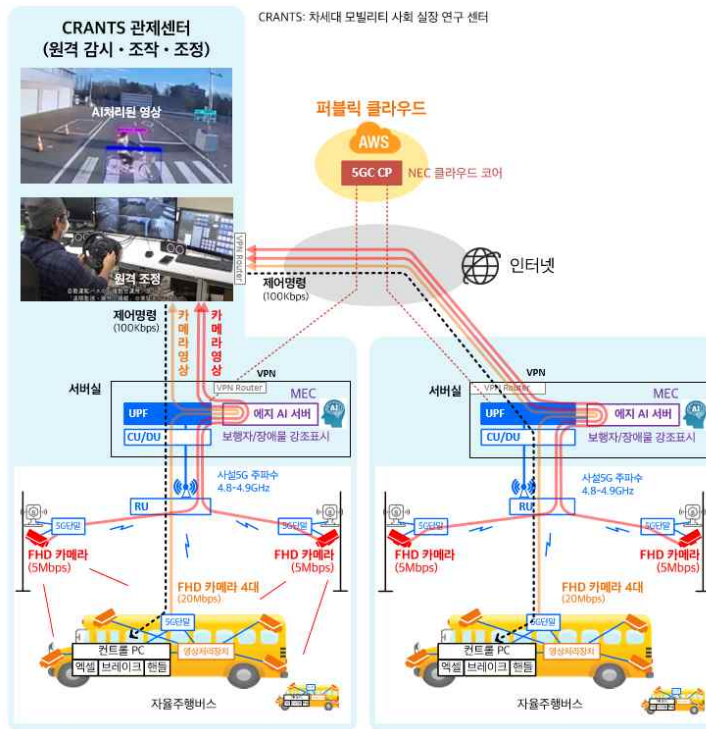 CRANTS 관제센터
(원격 감시・조작・조정)
CRANTS: 차세대 모빌리티 사회 실장 연구 센터
AI처리된 영상
퍼블릭 클라우드
AWS
5GC CP
NEC 클라우드 코어
원격 조정
VPN Router
인터넷
제어명령
(100Kbps)
제어명령
(100Kbps)
카메라영상
카메라영상
서버실
VPN
VPN Router
MEC
UPF
에지 AI 서버
AI
CU/DU
보행자/장애물 강조표시
사설5G 주파수
4.8-4.9GHz
RU
5G단말
5G단말
FHD 카메라
(5Mbps)
FHD 카메라
(5Mbps)
FHD 카메라 4대
(20Mbps)
5G단말
컨트롤 PC
엑셀
브레이크
핸들
영상처리장치
자율주행버스
서버실
VPN
VPN Router
MEC
UPF
에지 AI 서버
AI
CU/DU
보행자/장애물 강조표시
사설5G 주파수
4.8-4.9GHz
RU
5G단말
5G단말
FHD 카메라
(5Mbps)
FHD 카메라
(5Mbps)
FHD 카메라 4대
(20Mbps)
5G단말
컨트롤 PC
엑셀
브레이크
핸들
영상처리장치
자율주행버스